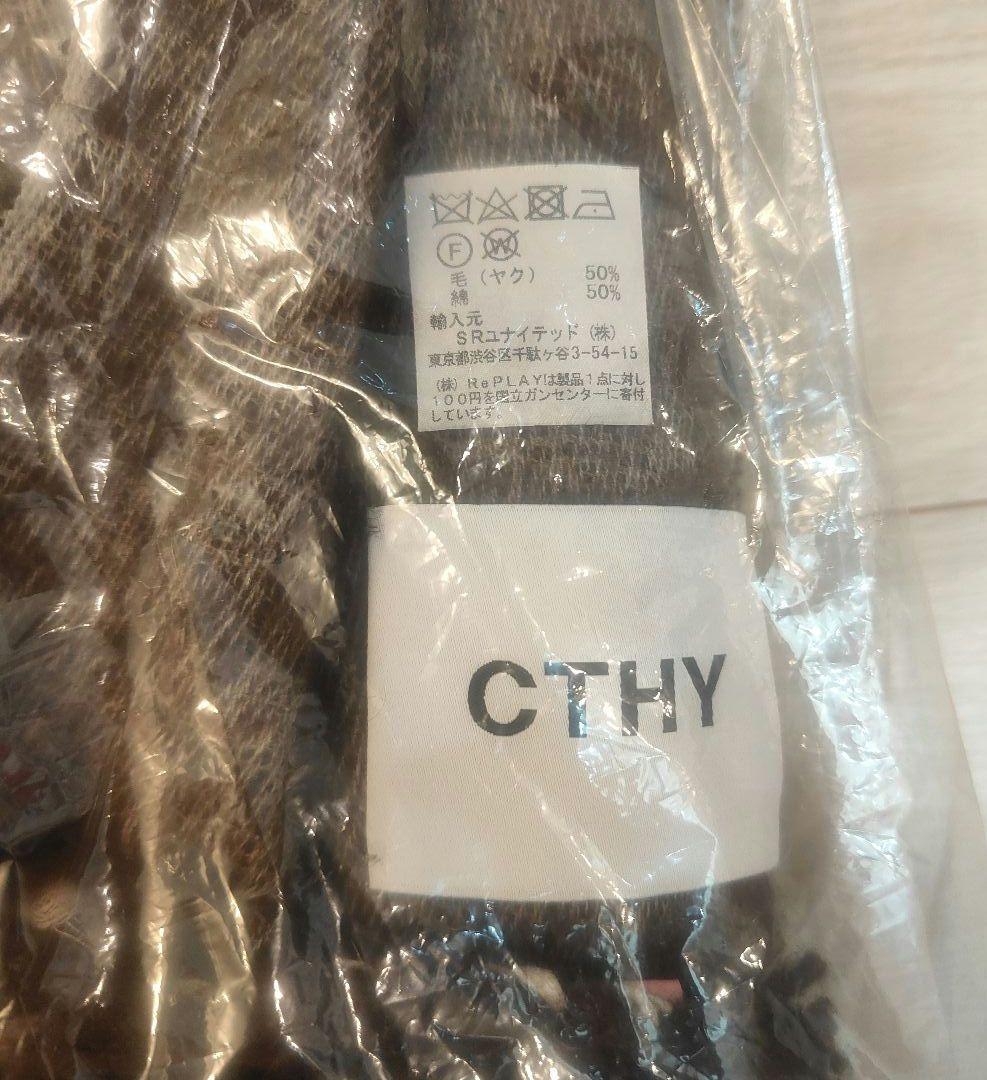 F W
毛(ヤク) 50%
綿 50%
輸入元
SRユナイテッド(株)
東京都渋谷区千駄ヶ谷3-54-15
(株)RePLAYは製品1点に対し
100円を国立ガンセンターに寄付
しています。
CTHY